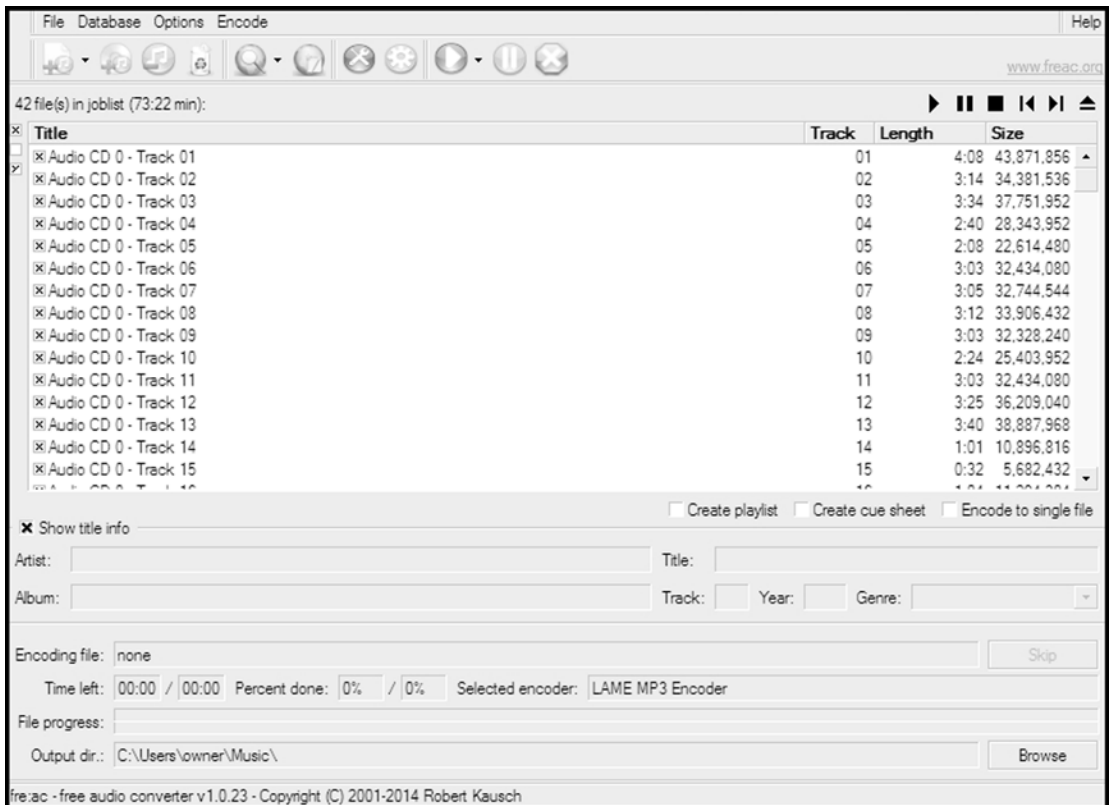 File Database Options Encode Help
www.freac.org
42 file(s) in joblist (73:22 min):
Title Track Length Size
Audio CD 0 - Track 01 01 4:08 43,871,856
Audio CD 0 - Track 02 02 3:14 34,381,536
Audio CD 0 - Track 03 03 3:34 37,751,952
Audio CD 0 - Track 04 04 2:40 28,343,952
Audio CD 0 - Track 05 05 2:08 22,614,480
Audio CD 0 - Track 06 06 3:03 32,434,080
Audio CD 0 - Track 07 07 3:05 32,744,544
Audio CD 0 - Track 08 08 3:12 33,906,432
Audio CD 0 - Track 09 09 3:03 32,328,240
Audio CD 0 - Track 10 10 2:24 25,403,952
Audio CD 0 - Track 11 11 3:03 32,434,080
Audio CD 0 - Track 12 12 3:25 36,209,040
Audio CD 0 - Track 13 13 3:40 38,887,968
Audio CD 0 - Track 14 14 1:01 10,896,816
Audio CD 0 - Track 15 15 0:32 5,682,432
Create playlist Create cue sheet Encode to single file
Show title info
Artist: Title:
Album: Track: Year: Genre:
Encoding file: none Skip
Time left: 00:00 / 00:00 Percent done: 0% / 0% Selected encoder: LAME MP3 Encoder
File progress:
Output dir.: C:\Users\owner\Music\ Browse
fre:ac - free audio converter v1.0.23 - Copyright (C) 2001-2014 Robert Kausch